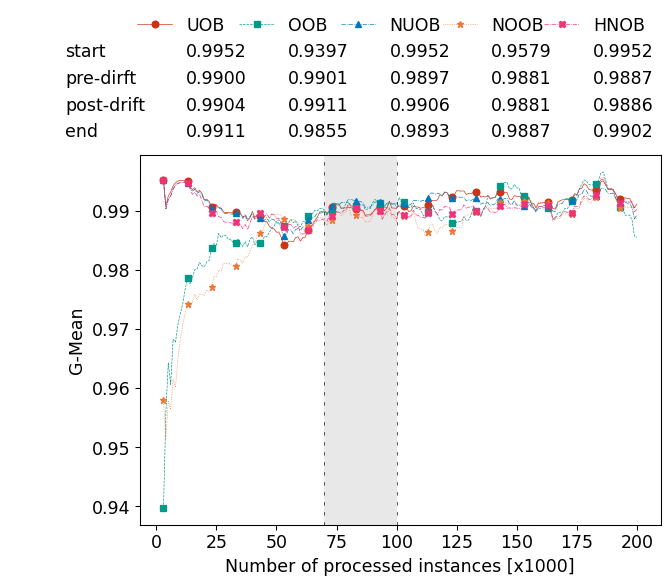 UOB OOB NUOB NOOB HNOB
start 0.9952 0.9397 0.9952 0.9579 0.9952
pre-dirft 0.9900 0.9901 0.9897 0.9881 0.9887
post-drift 0.9904 0.9911 0.9906 0.9881 0.9886
end 0.9911 0.9855 0.9893 0.9887 0.9902
0.99
0.98
0.97
0.96
0.95
0.94
G-Mean
0 25 50 75 100 125 150 175 200
Number of processed instances [x1000]